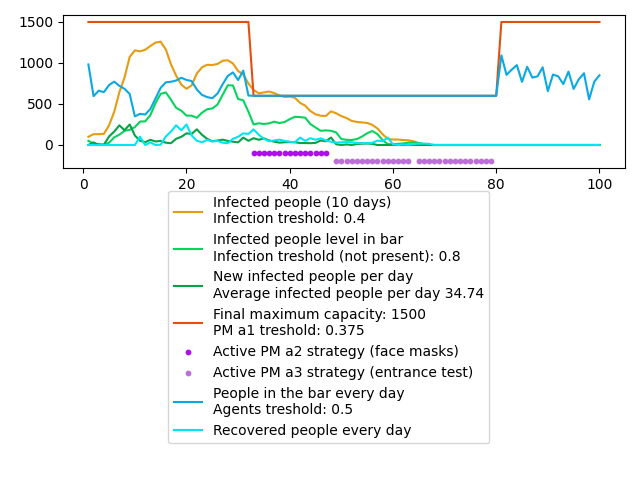 1500
1000
500
0
0
20
40
60
80
100
Infected people (10 days)
Infection treshold: 0.4
Infected people level in bar
Infection treshold (not present): 0.8
New infected people per day
Average infected people per day 34.74
Final maximum capacity: 1500
PM a1 treshold: 0.375
Active PM a2 strategy (face masks)
Active PM a3 strategy (entrance test)
People in the bar every day
Agents treshold: 0.5
Recovered people every day